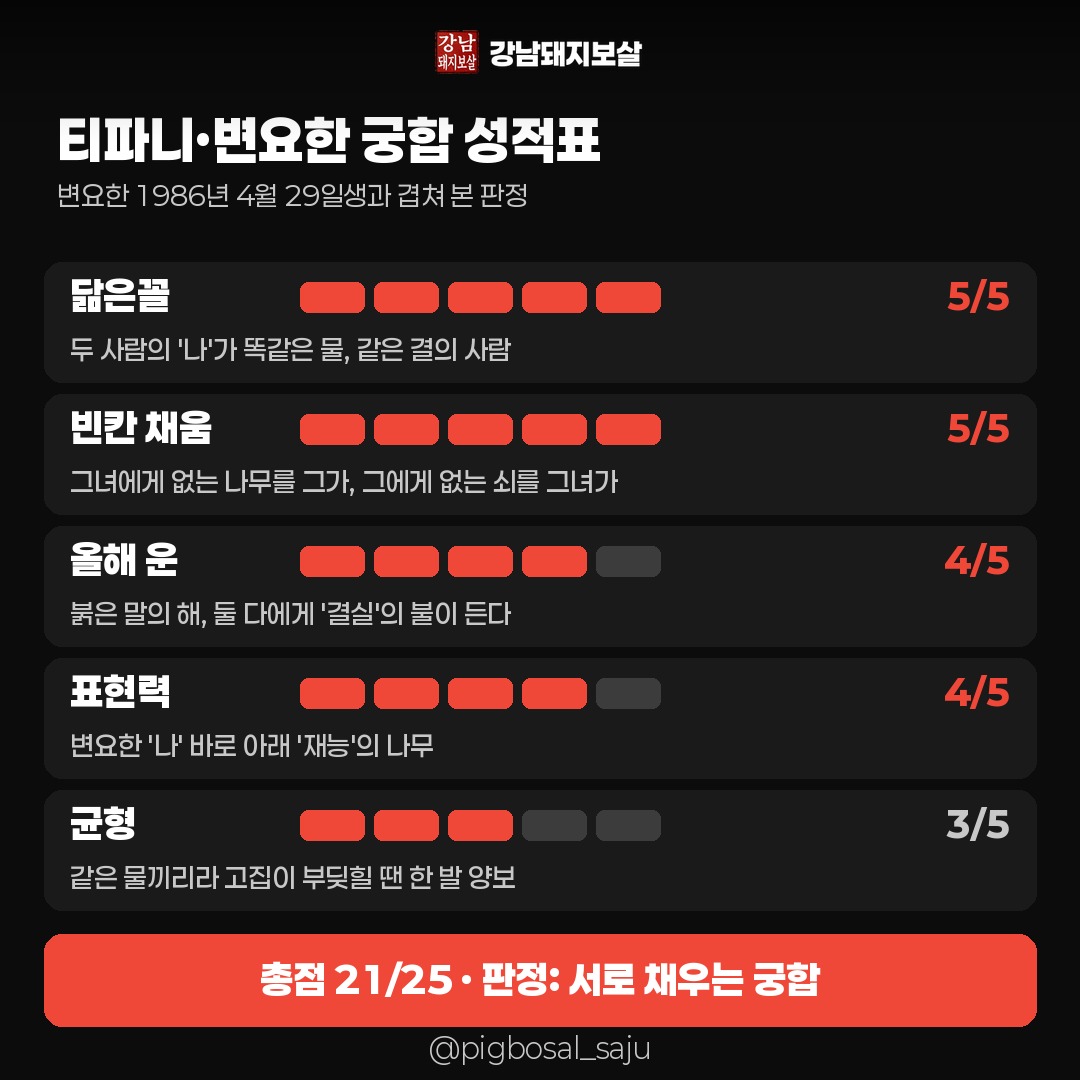 강남
돼지보살
강남돼지보살
티파니·변요한 궁합 성적표
변요한 1986년 4월 29일생과 겹쳐 본 판정
닮은꼴
5/5
두 사람의 '나'가 똑같은 물, 같은 결의 사람
빈칸 채움
5/5
그녀에게 없는 나무를 그가, 그에게 없는 쇠를 그녀가
올해 운
4/5
붉은 말의 해, 둘 다에게 '결실'의 불이 든다
표현력
4/5
변요한 '나' 바로 아래 '재능'의 나무
균형
3/5
같은 물끼리라 고집이 부딪힐 땐 한 발 양보
총점 21/25 · 판정: 서로 채우는 궁합
@pigbosal_saju